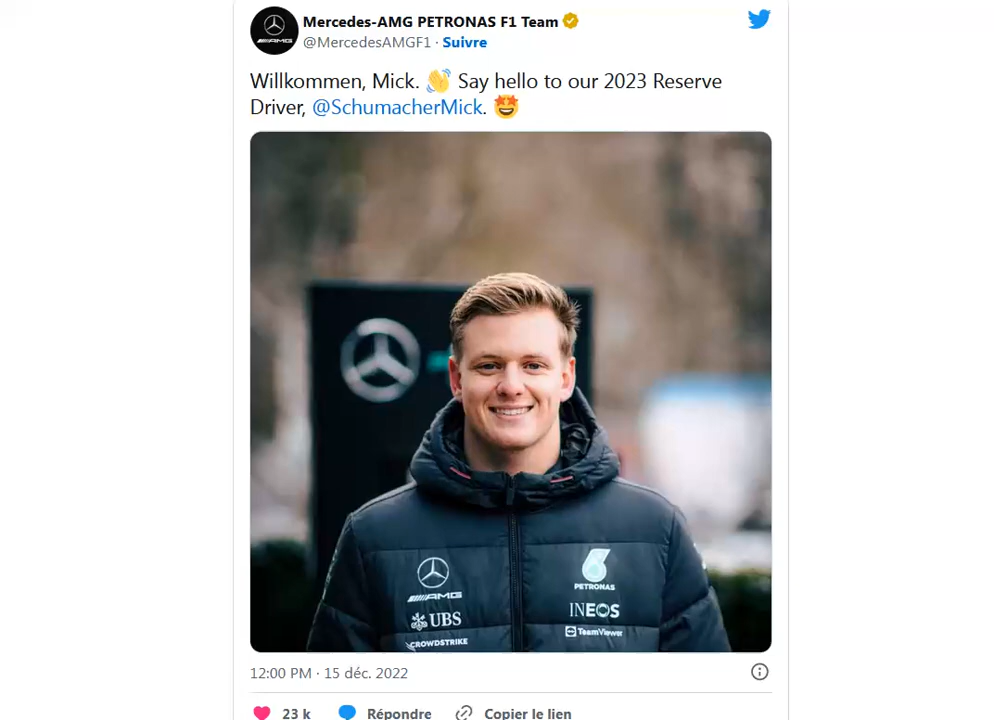 Mercedes-AMG PETRONAS F1 Team
@MercedesAMGF1 · Suivre
Willkommen, Mick. 👋 Say hello to our 2023 Reserve
Driver, @SchumacherMick. 🤩
AMG
PETRONAS
UBS
INEOS
CROWDSTRIKE
TeamViewer
12:00 PM · 15 déc. 2022
23 k Répondre Copier le lien